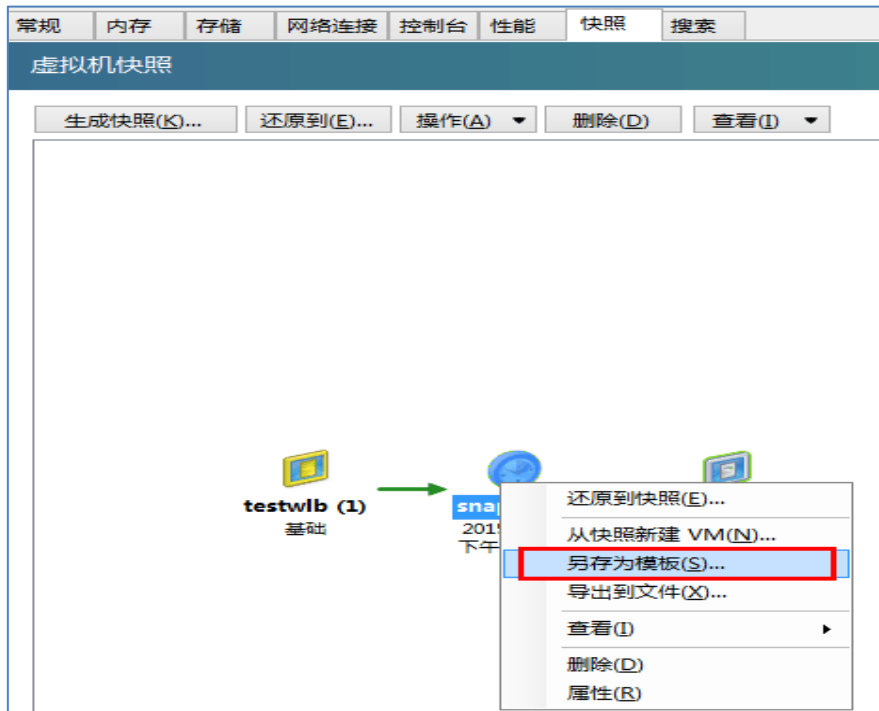 常规 内存 存储 网络连接 控制台 性能 快照 搜索
虚拟机快照
生成快照(K)... 还原到(E)... 操作(A) 删除(D) 查看(I)
testwlb (1)
基础
下午
还原到快照(E)...
从快照新建 VM(N)...
另存为模板(S)...
导出到文件(X)...
查看(I)
删除(D)
属性(R)